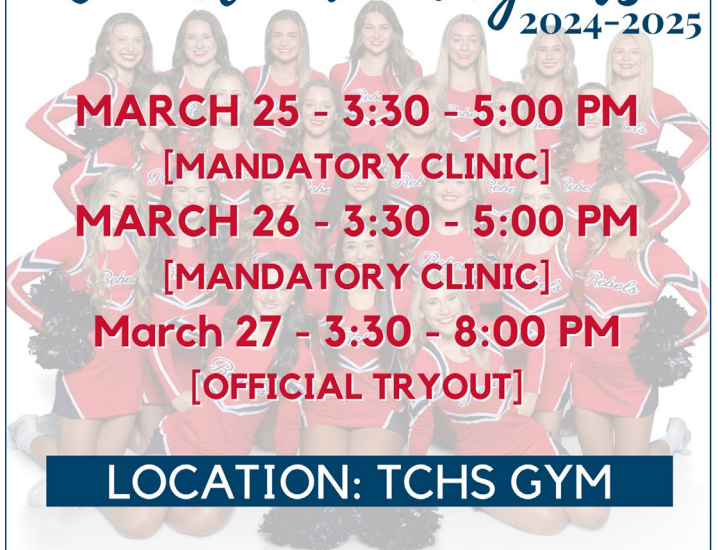 2024-2025
MARCH 25 - 3:30 - 5:00 PM
[MANDATORY CLINIC]
MARCH 26 - 3:30 - 5:00 PM
[MANDATORY CLINIC]
March 27 - 3:30 - 8:00 PM
[OFFICIAL TRYOUT]
LOCATION: TCHS GYM